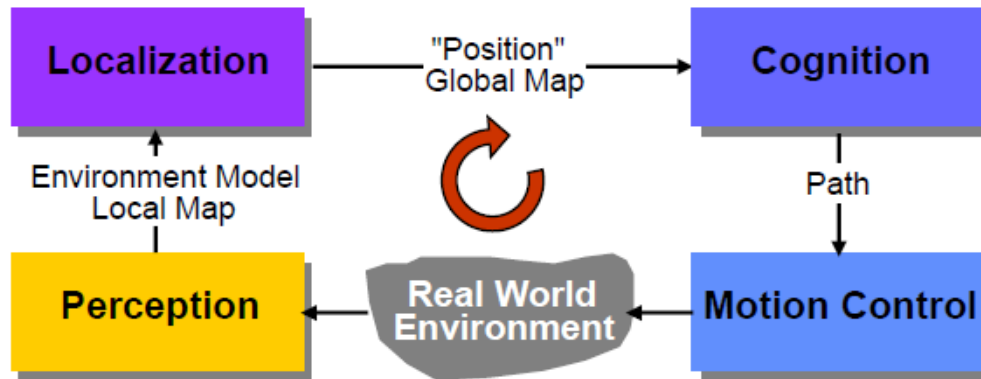 Localization
"Position"
Global Map
Cognition
Environment Model
Local Map
Path
Perception
Real World
Environment
Motion Control